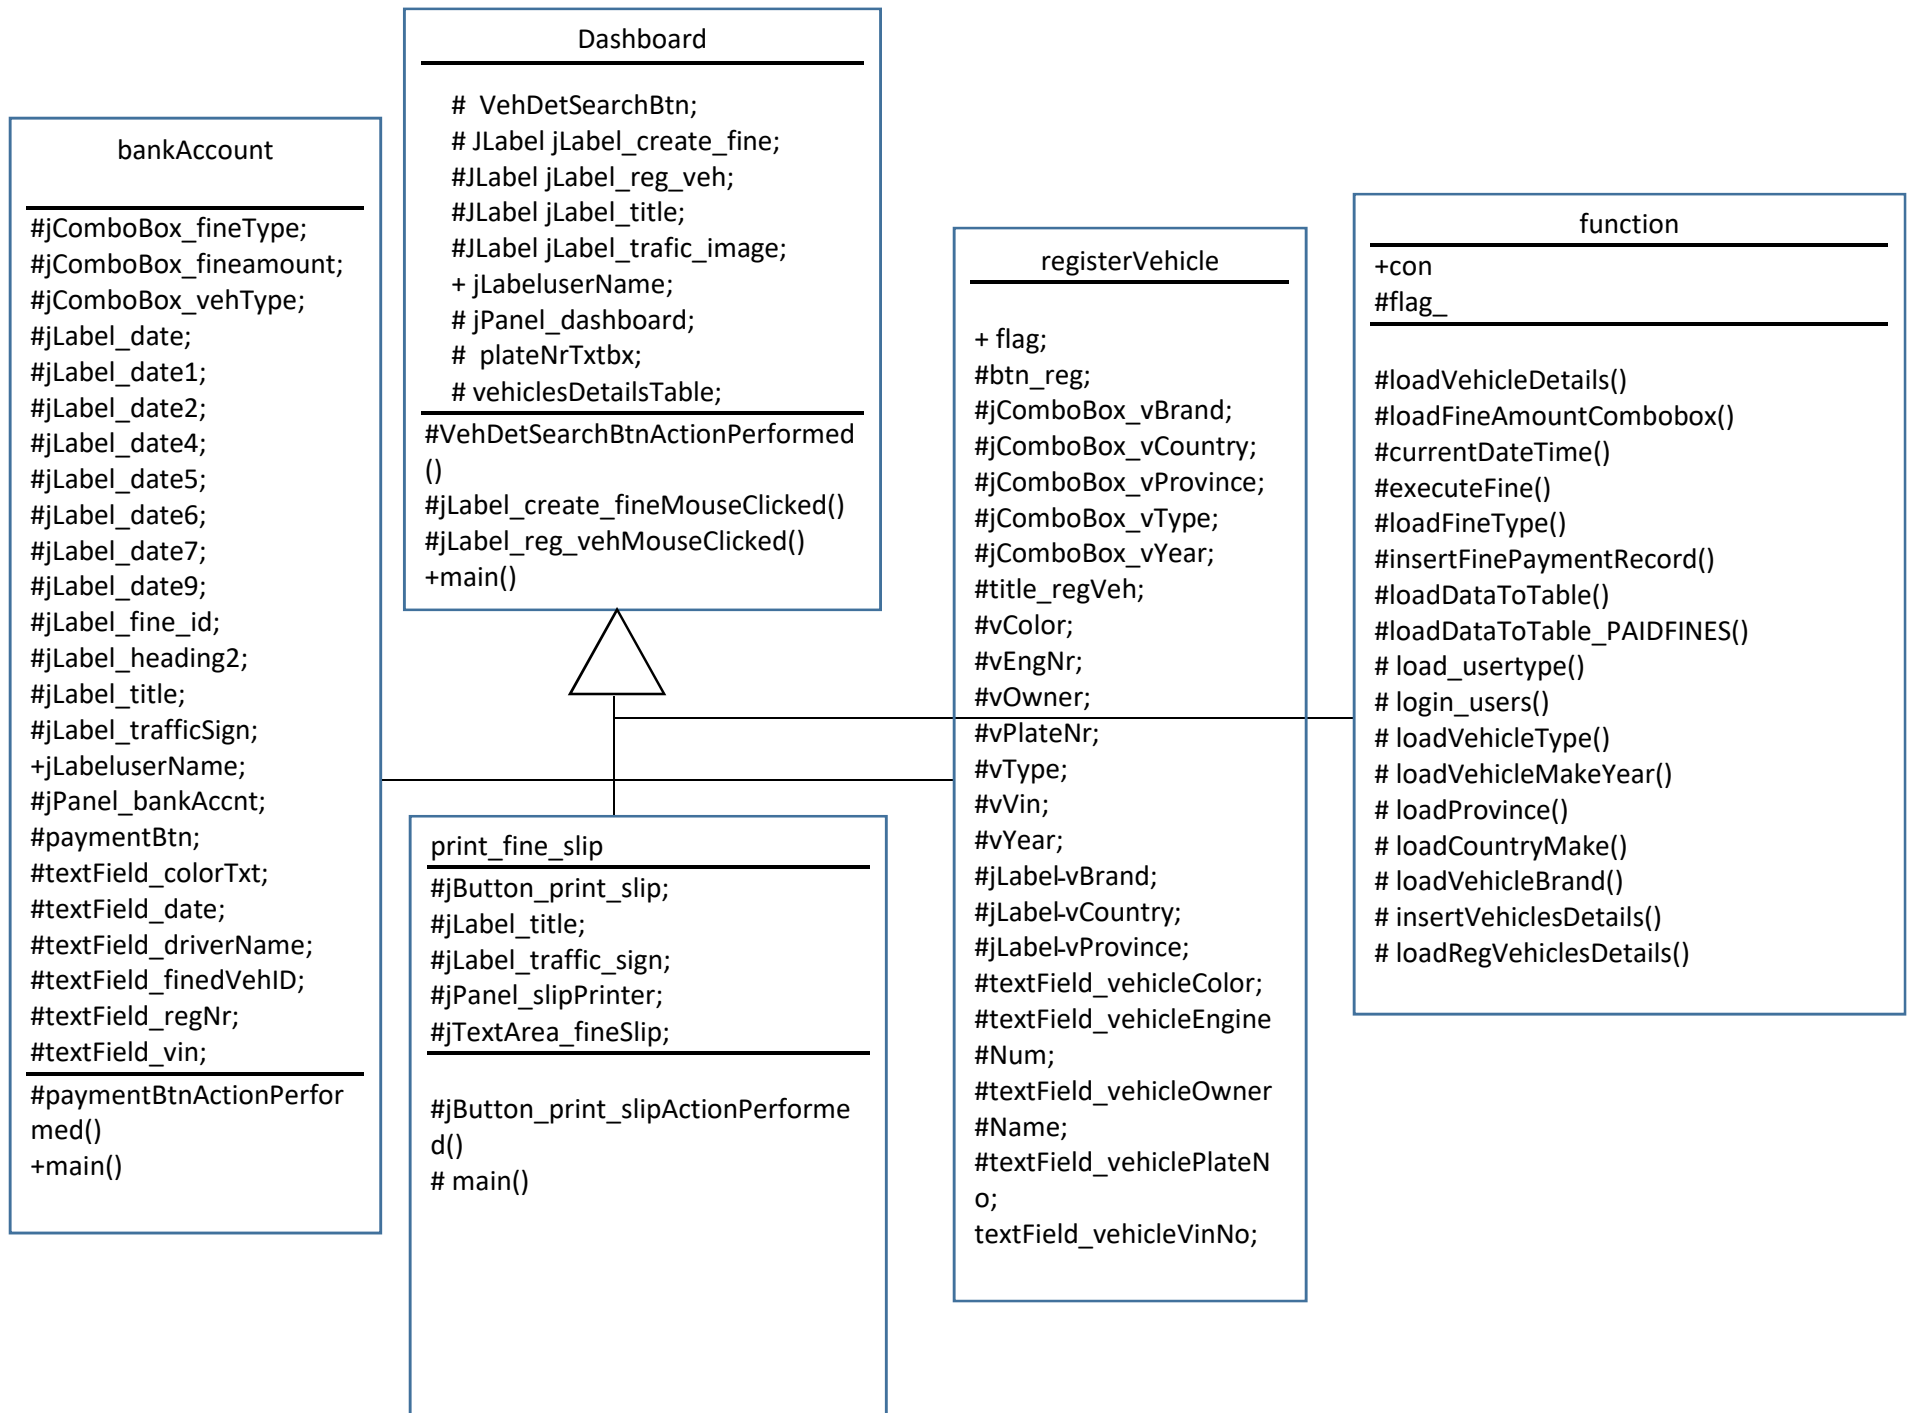 Dashboard
# VehDetSearchBtn;
# JLabel jLabel_create_fine;
#JLabel jLabel_reg_veh;
#JLabel jLabel_title;
#JLabel jLabel_trafic_image;
+ jLabeluserName;
# jPanel_dashboard;
# plateNrTxtbx;
# vehiclesDetailsTable;
#VehDetSearchBtnActionPerformed
()
#jLabel_create_fineMouseClicked()
#jLabel_reg_vehMouseClicked()
+main()
bankAccount
#jComboBox_fineType;
#jComboBox_fineamount;
#jComboBox_vehType;
#jLabel_date;
#jLabel_date1;
#jLabel_date2;
#jLabel_date4;
#jLabel_date5;
#jLabel_date6;
#jLabel_date7;
#jLabel_date9;
#jLabel_fine_id;
#jLabel_heading2;
#jLabel_title;
#jLabel_trafficSign;
+jLabeluserName;
#jPanel_bankAccnt;
#paymentBtn;
#textField_colorTxt;
#textField_date;
#textField_driverName;
#textField_finedVehID;
#textField_regNr;
#textField_vin;
#paymentBtnActionPerfor
med()
+main()
print_fine_slip
#jButton_print_slip;
#jLabel_title;
#jLabel_traffic_sign;
#jPanel_slipPrinter;
#jTextArea_fineSlip;
#jButton_print_slipActionPerforme
d()
# main()
registerVehicle
+ flag;
#btn_reg;
#jComboBox_vBrand;
#jComboBox_vCountry;
#jComboBox_vProvince;
#jComboBox_vType;
#jComboBox_vYear;
#title_regVeh;
#vColor;
#vEngNr;
#vOwner;
#vPlateNr;
#vType;
#vVin;
#vYear;
#jLabel-vBrand;
#jLabel-vCountry;
#jLabel-vProvince;
#textField_vehicleColor;
#textField_vehicleEngine
#Num;
#textField_vehicleOwner
#Name;
#textField_vehiclePlateN
o;
textField_vehicleVinNo;
function
+con
#flag_
#loadVehicleDetails()
#loadFineAmountCombobox()
#currentDateTime()
#executeFine()
#loadFineType()
#insertFinePaymentRecord()
#loadDataToTable()
#loadDataToTable_PAIDFINES()
# load_usertype()
# login_users()
# loadVehicleType()
# loadVehicleMakeYear()
# loadProvince()
# loadCountryMake()
# loadVehicleBrand()
# insertVehiclesDetails()
# loadRegVehiclesDetails()